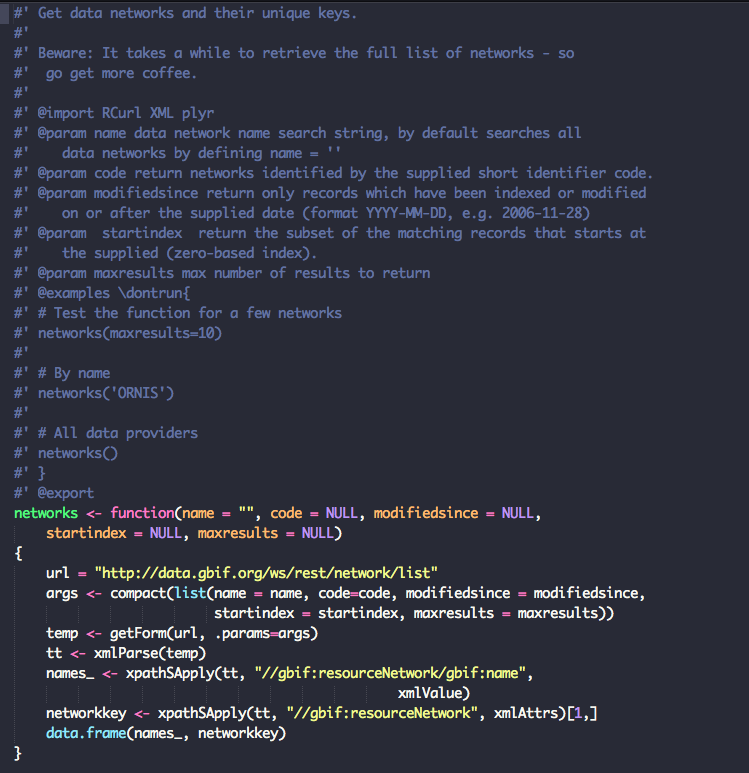 #' Get data networks and their unique keys.
#'
#' Beware: It takes a while to retrieve the full list of networks - so
#'  go get more coffee.
#'
#' @import RCurl XML plyr
#' @param name data network name search string, by default searches all
#'    data networks by defining name = ''
#' @param code return networks identified by the supplied short identifier code.
#' @param modifiedsince return only records which have been indexed or modified
#'    on or after the supplied date (format YYYY-MM-DD, e.g. 2006-11-28)
#' @param  startindex  return the subset of the matching records that starts at
#'    the supplied (zero-based index).
#' @param maxresults max number of results to return
#' @examples \dontrun{
#' # Test the function for a few networks
#' networks(maxresults=10)
#'
#' # By name
#' networks('ORNIS')
#'
#' # All data providers
#' networks()
#' }
#' @export
networks <- function(name = "", code = NULL, modifiedsince = NULL,
    startindex = NULL, maxresults = NULL)
{
    url = "http://data.gbif.org/ws/rest/network/list"
    args <- compact(list(name = name, code=code, modifiedsince = modifiedsince,
                         startindex = startindex, maxresults = maxresults))
    temp <- getForm(url, .params=args)
    tt <- xmlParse(temp)
    names_ <- xpathSApply(tt, "//gbif:resourceNetwork/gbif:name",
                                                xmlValue)
    networkkey <- xpathSApply(tt, "//gbif:resourceNetwork", xmlAttrs)[1,]
    data.frame(names_, networkkey)
}